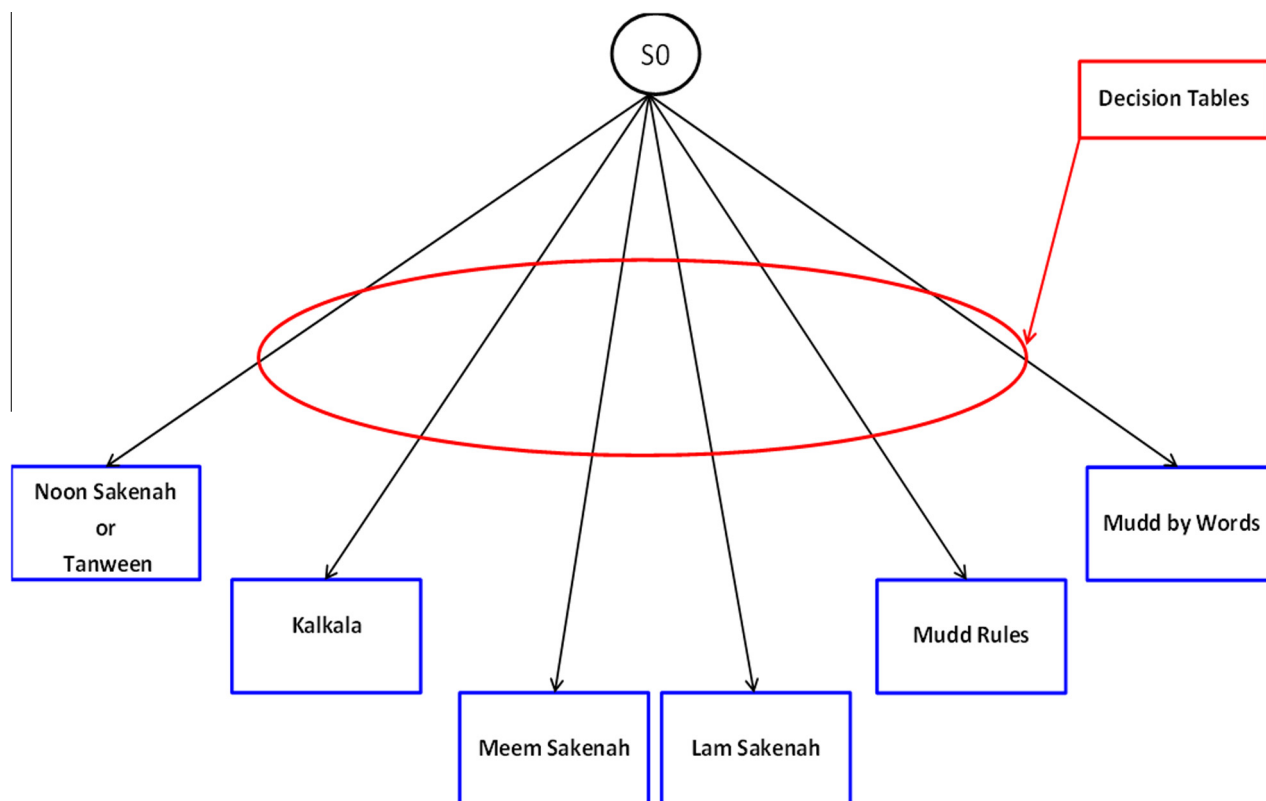 S0
Decision Tables
Noon Sakenah
or
Tanween
Kalkala
Meem Sakenah
Lam Sakenah
Mudd Rules
Mudd by Words